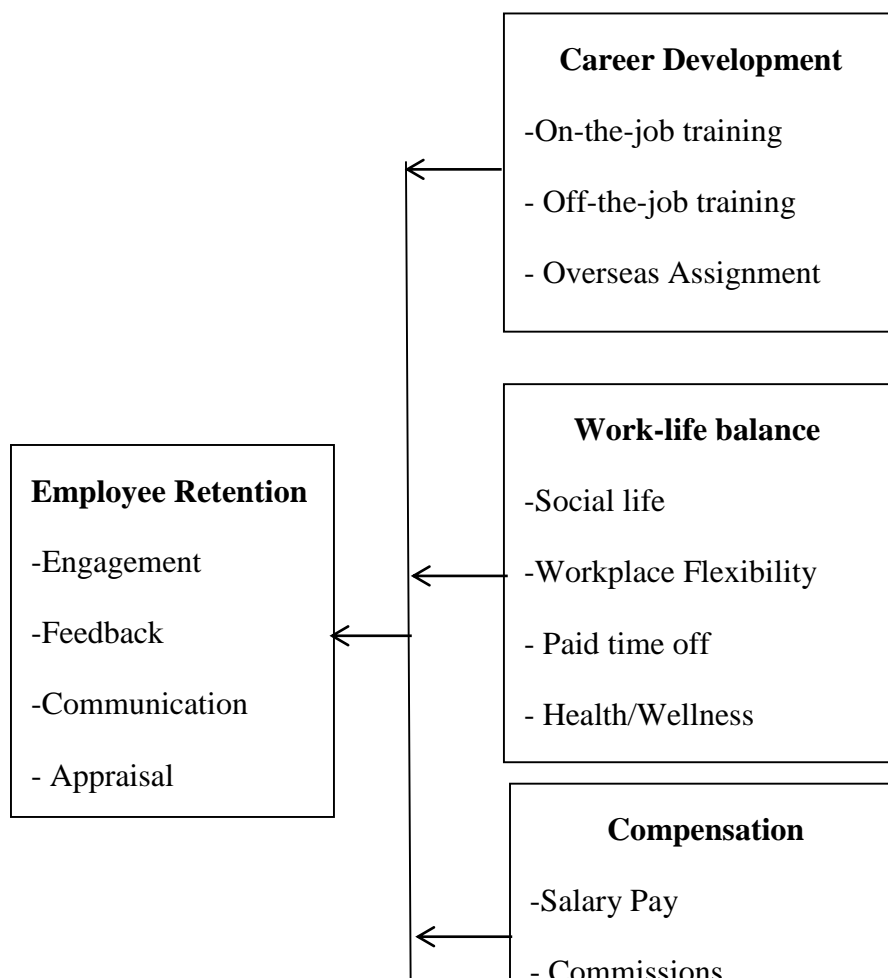 Career Development
-On-the-job training
- Off-the-job training
- Overseas Assignment
Work-life balance
-Social life
-Workplace Flexibility
- Paid time off
- Health/Wellness
Employee Retention
-Engagement
-Feedback
-Communication
- Appraisal
Compensation
-Salary Pay
- Commissions